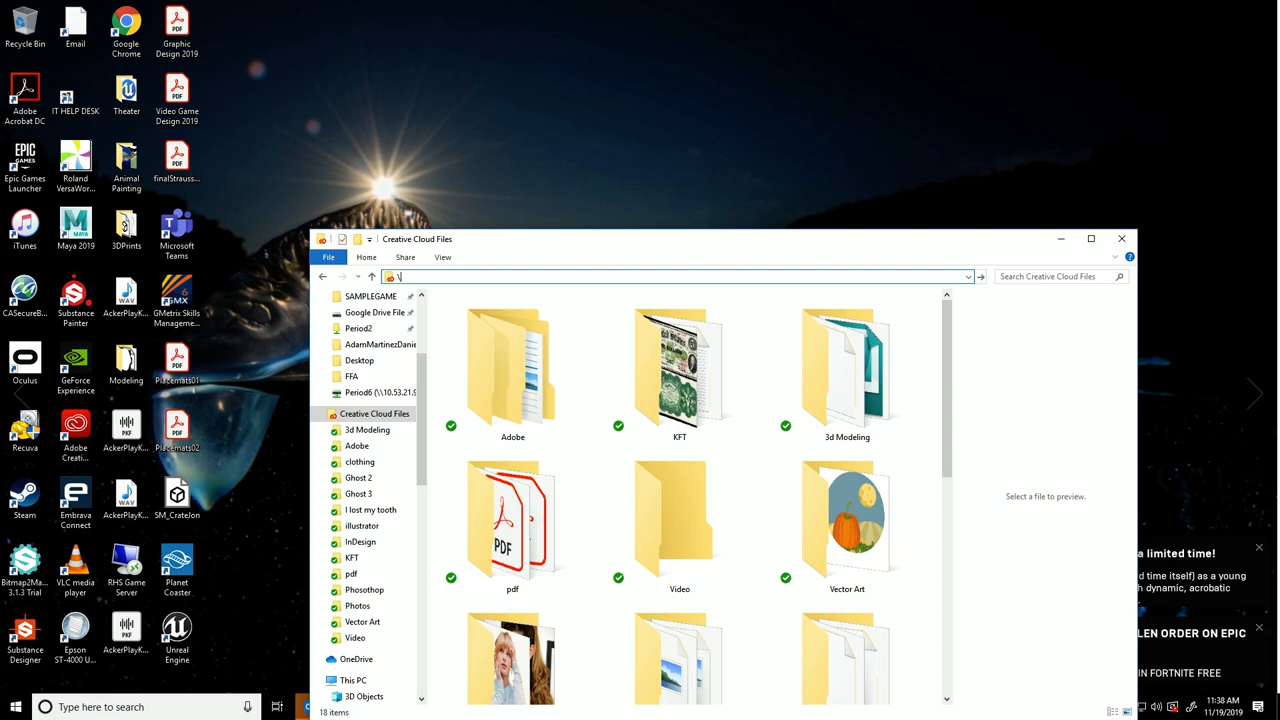 Recycle Bin
Email
Google
Chrome
Graphic
Design 2019
Adobe
Acrobat DC
IT HELP DESK
Theater
Video Game
Design 2019
Epic Games
Launcher
Roland
VersaWor...
Animal
Painting
finalStrauss...
iTunes
Maya 2019
3DPrints
Microsoft
Teams
CASecureB...
Substance
Painter
AckerPlayK...
GMetrix Skills
Manageme...
Oculus
GeForce
Experience
Modeling
Placemats01
Recuva
Adobe
Creati...
AckerPlayK...
Placemats02
Steam
Embrava
Connect
AckerPlayK...
SM_CrateJon
Bitmap2Ma...
3.1.3 Trial
VLC media
player
RHS Game
Server
Planet
Coaster
Substance
Designer
Epson
ST-4000 U...
AckerPlayK...
Unreal
Engine
Creative Cloud Files
File
Home
Share
View
\
Search Creative Cloud Files
SAMPLEGAME
Google Drive File
Period2
AdamMartinezDanie
Desktop
FFA
Period6 (\\10.53.21.9
Creative Cloud Files
3d Modeling
Adobe
clothing
Ghost 2
Ghost 3
I lost my tooth
illustrator
InDesign
KFT
pdf
Phosothop
Photos
Vector Art
Video
OneDrive
This PC
3D Objects
Adobe
KFT
3d Modeling
pdf
Video
Vector Art
Select a file to preview.
18 items
a limited time!
d time itself) as a young
h dynamic, acrobatic
LEN ORDER ON EPIC
IN FORTNITE FREE
Type here to search
11:38 AM
11/19/2019